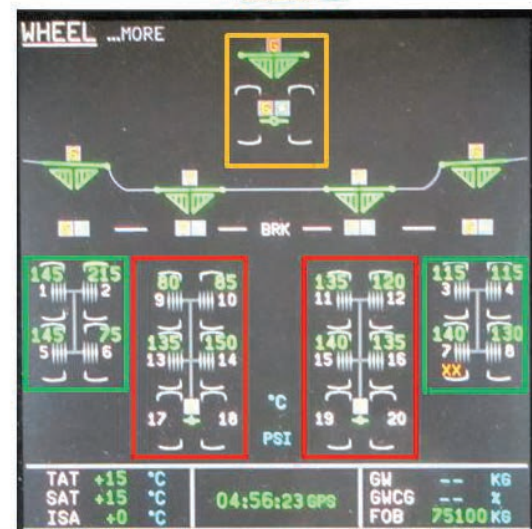 WHEEL ...MORE
G
G
G G
BRK
145 215 80 85 135 120 115 115
1 2 9 10 11 12 3 4
145 75 135 150 140 135 140 130
5 6 13 14 15 16 7 8
XX
°C
17 18 19 20
PSI
TAT +15 °C GW -- KG
SAT +15 °C 04:56:23 GPS GWCG -- %
ISA +0 °C FOB 75100 KG